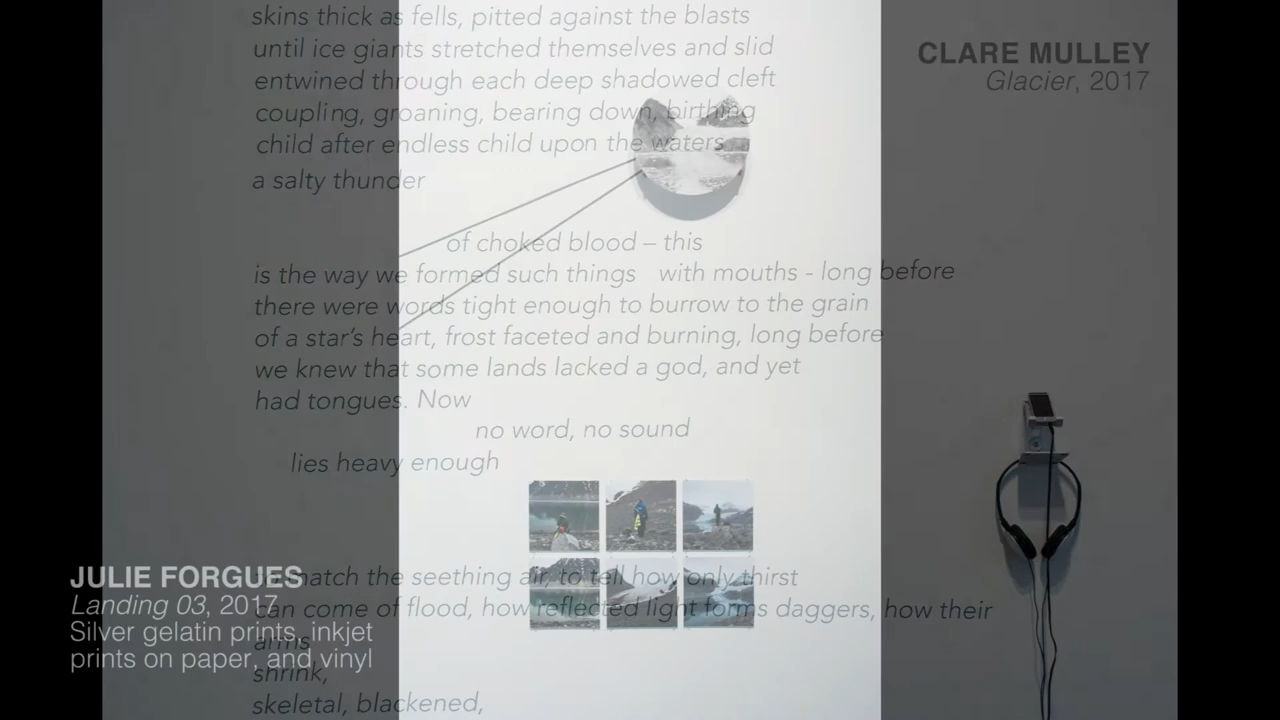 skins thick as fells, pitted against the blasts
until ice giants stretched themselves and slid
entwined through each deep shadowed cleft
coupling, groaning, bearing down, birthing
child after endless child upon the waters
a salty thunder
of choked blood – this
is the way we formed such things with mouths - long before
there were words tight enough to burrow to the grain
of a star's heart, frost faceted and burning, long before
we knew that some lands lacked a god, and yet
had tongues. Now
no word, no sound
lies heavy enough
to match the seething air, to tell how only thirst
can come of flood, how reflected light forms daggers, how their
arms
shrink,
skeletal, blackened,
CLARE MULLEY
Glacier, 2017
JULIE FORGUES
Landing 03, 2017
Silver gelatin prints, inkjet
prints on paper, and vinyl